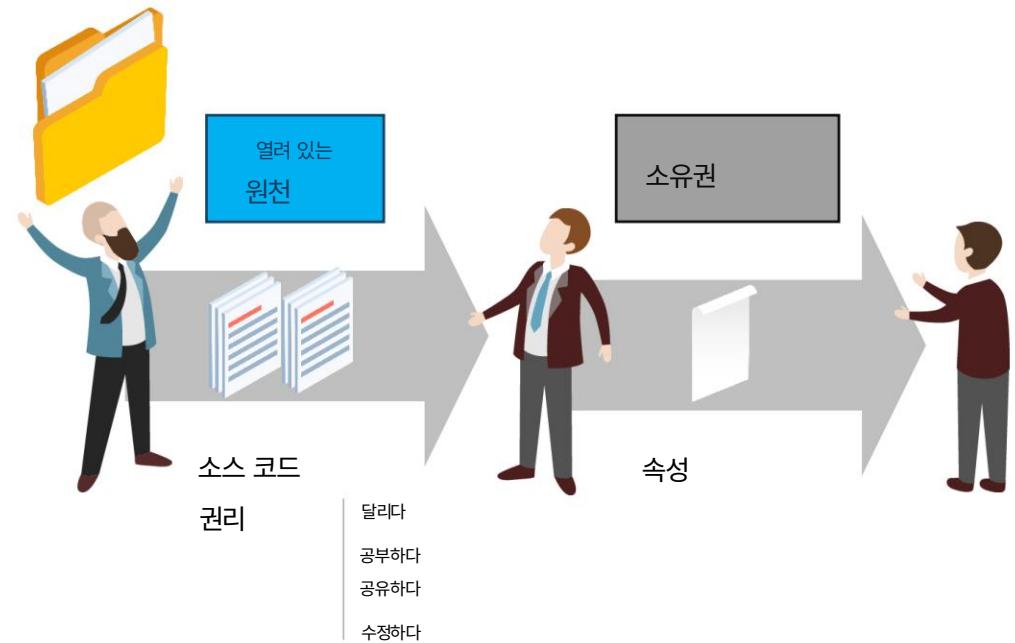 열려 있는
원천
소유권
소스 코드
권리
달리다
공부하다
공유하다
수정하다
속성